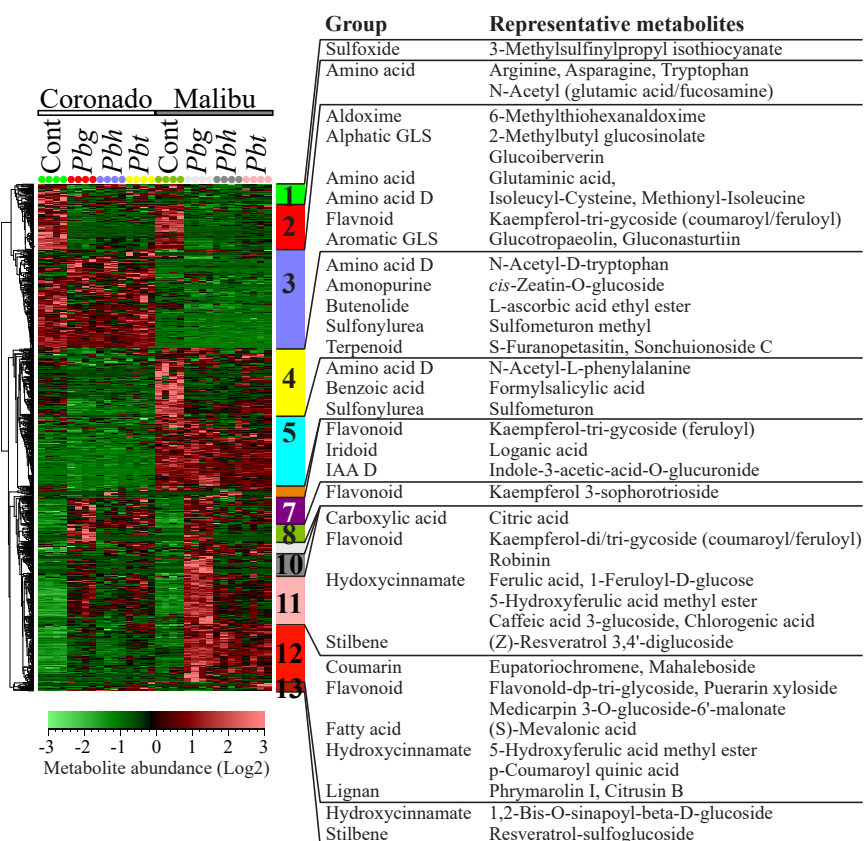 Group Representative metabolites
Sulfoxide 3-Methylsulfinylpropyl isothiocyanate
Amino acid Arginine, Asparagine, Tryptophan
N-Acetyl (glutamic acid/fucosamine)
Coronado Malibu
Cont Pbg Pbh Pbt Cont Pbg Pbh Pbt
Aldoxime 6-Methylthiohexanaldoxime
Alphatic GLS 2-Methylbutyl glucosinolate
Glucoiberverin
Amino acid Glutaminic acid,
Amino acid D Isoleucyl-Cysteine, Methionyl-Isoleucine
Flavnoid Kaempferol-tri-gycoside (coumaroyl/feruloyl)
Aromatic GLS Glucotropaeolin, Gluconasturtiin
Amino acid D N-Acetyl-D-tryptophan
Amonopurine cis-Zeatin-O-glucoside
Butenolide L-ascorbic acid ethyl ester
Sulfonylurea Sulfometuron methyl
Terpenoid S-Furanopetasitin, Sonchuionoside C
Amino acid D N-Acetyl-L-phenylalanine
Benzoic acid Formylsalicylic acid
Sulfonylurea Sulfometuron
Flavonoid Kaempferol-tri-gycoside (feruloyl)
Iridoid Loganic acid
IAA D Indole-3-acetic-acid-O-glucuronide
Flavonoid Kaempferol 3-sophorotrioside
Carboxylic acid Citric acid
Flavonoid Kaempferol-di/tri-gycoside (coumaroyl/feruloyl)
Robinin
Hydoxycinnamate Ferulic acid, 1-Feruloyl-D-glucose
5-Hydroxyferulic acid methyl ester
Caffeic acid 3-glucoside, Chlorogenic acid
Stilbene (Z)-Resveratrol 3,4'-diglucoside
Coumarin Eupatoriochromene, Mahaleboside
Flavonoid Flavonold-dp-tri-glycoside, Puerarin xyloside
Medicarpin 3-O-glucoside-6'-malonate
Fatty acid (S)-Mevalonic acid
Hydroxycinnamate 5-Hydroxyferulic acid methyl ester
p-Coumaroyl quinic acid
Lignan Phrymarolin I, Citrusin B
Hydroxycinnamate 1,2-Bis-O-sinapoyl-beta-D-glucoside
Stilbene Resveratrol-sulfoglucoside
1
2
3
4
5
7
8
10
11
12
13
-3 -2 -1 0 1 2 3
Metabolite abundance (Log2)